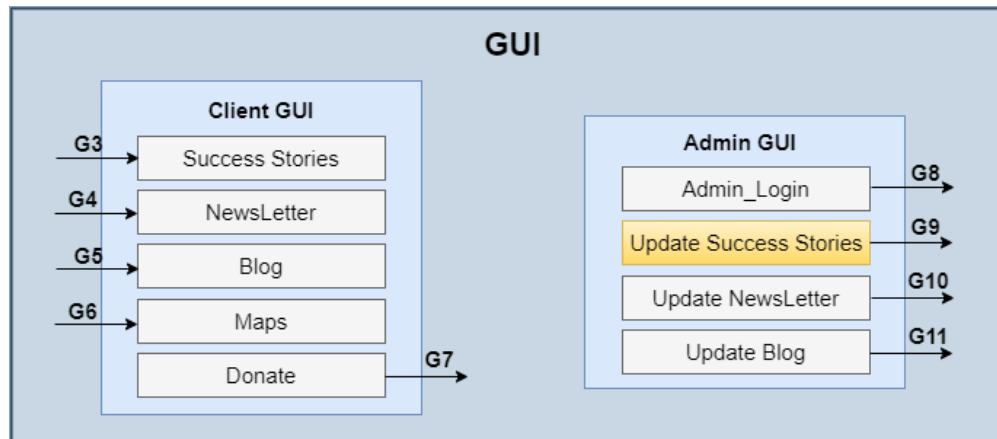 GUI
Client GUI
G3
Success Stories
G4
NewsLetter
G5
Blog
G6
Maps
Donate
G7
Admin GUI
Admin_Login
G8
Update Success Stories
G9
Update NewsLetter
G10
Update Blog
G11